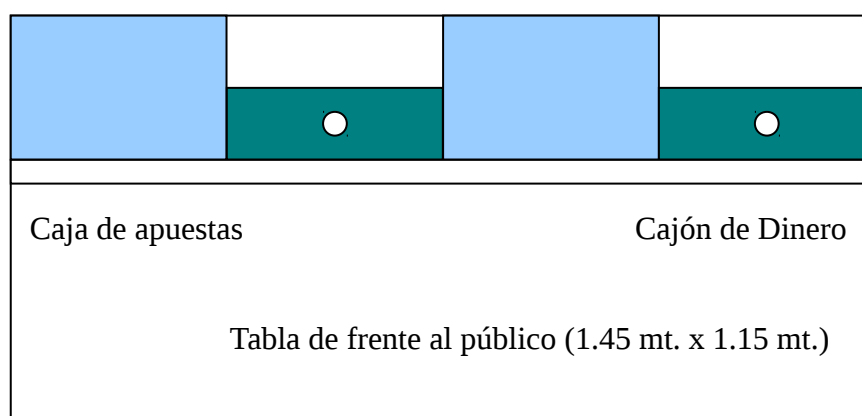 Caja de apuestas
Cajón de Dinero
Tabla de frente al público (1.45 mt. x 1.15 mt.)